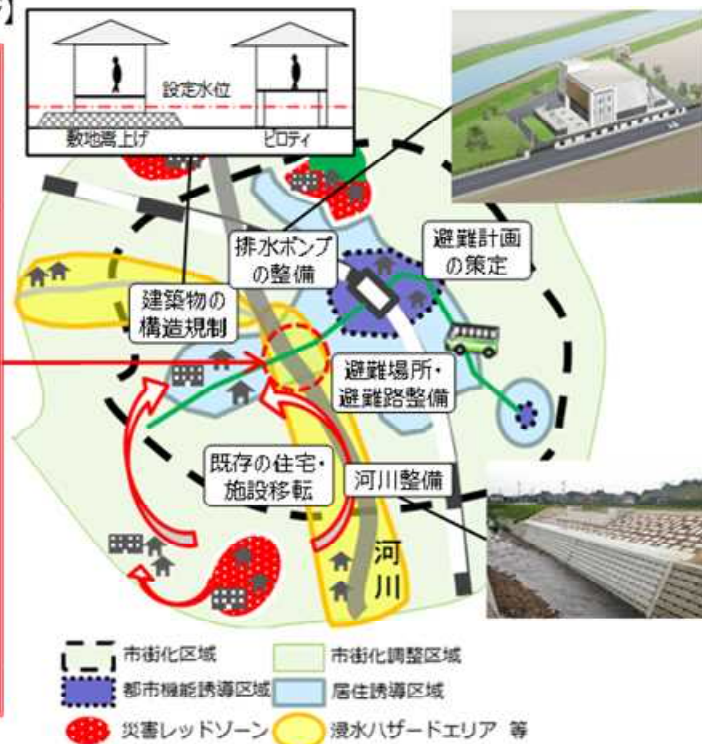 】
設定水位
敷地嵩上げ
ピロティ
排水ポンプ
の整備
避難計画
の策定
建築物の
構造規制
避難場所・
避難路整備
既存の住宅・
施設移転
河川整備
河川
市街化区域
市街化調整区域
都市機能誘導区域
居住誘導区域
災害レッドゾーン
浸水ハザードエリア 等